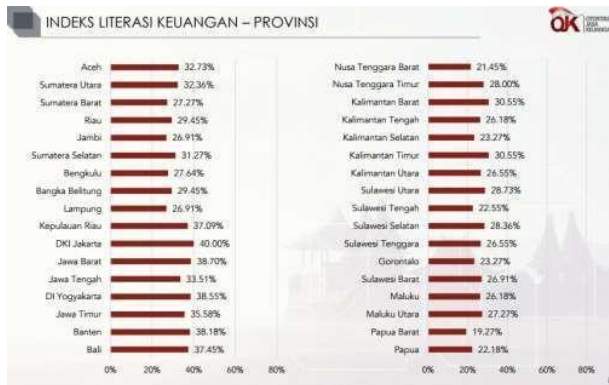 INDEKS LITERASI KEUANGAN – PROVINSI
OTORITAS
JASA
KEUANGAN
Aceh 32.73%
Sumatera Utara 32.36%
Sumatera Barat 27.27%
Riau 29.45%
Jambi 26.91%
Sumatera Selatan 31.27%
Bengkulu 27.64%
Bangka Belitung 29.45%
Lampung 26.91%
Kepulauan Riau 37.09%
DKI Jakarta 40.00%
Jawa Barat 38.70%
Jawa Tengah 33.51%
DI Yogyakarta 38.55%
Jawa Timur 35.58%
Banten 38.18%
Bali 37.45%
0% 20% 40% 60% 80%
Nusa Tenggara Barat 21.45%
Nusa Tenggara Timur 28.00%
Kalimantan Barat 30.55%
Kalimantan Tengah 26.18%
Kalimantan Selatan 23.27%
Kalimantan Timur 30.55%
Kalimantan Utara 26.55%
Sulawesi Utara 28.73%
Sulawesi Tengah 22.55%
Sulawesi Selatan 28.36%
Sulawesi Tenggara 26.55%
Gorontalo 23.27%
Sulawesi Barat 26.91%
Maluku 26.18%
Maluku Utara 27.27%
Papua Barat 19.27%
Papua 22.18%
0% 20% 40% 60% 80%